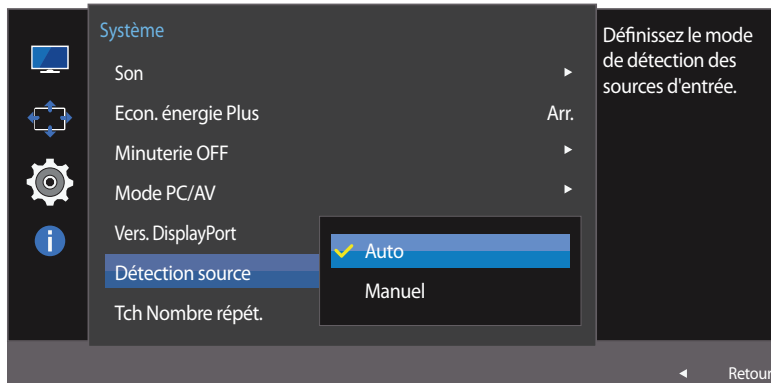 Système
Son
Econ. énergie Plus Arr.
Minuterie OFF
Mode PC/AV
Vers. DisplayPort
Détection source
Tch Nombre répét.
Auto
Manuel
Définissez le mode
de détection des
sources d'entrée.
Retour